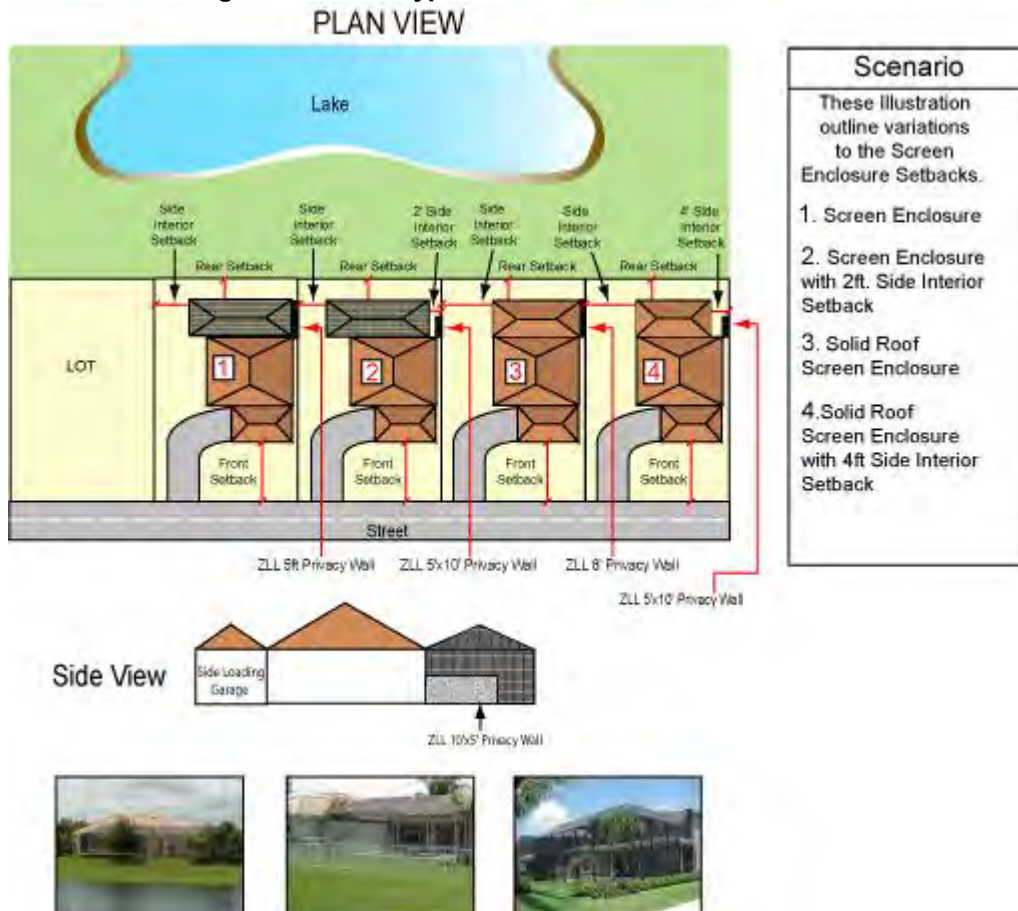 PLAN VIEW
Lake
Side
Interior
Setback
Side
Interior
Setback
2' Side
Interior
Setback
Side
Interior
Setback
Side
Interior
Setback
4' Side
Interior
Setback
Rear Setback
Rear Setback
Rear Setback
Rear Setback
LOT
1
2
3
4
Front
Setback
Front
Setback
Front
Setback
Front
Setback
Street
ZLL 5'x10' Privacy Wall
ZLL 8' Privacy Wall
ZLL 5'x10' Privacy Wall
Scenario
These Illustration
outline variations
to the Screen
Enclosure Setbacks.
1. Screen Enclosure
2. Screen Enclosure
with 2ft. Side Interior
Setback
3. Solid Roof
Screen Enclosure
4.Solid Roof
Screen Enclosure
with 4ft Side Interior
Setback
Side View
Side Loading
Garage
ZLL 10'x5' Privacy Wall